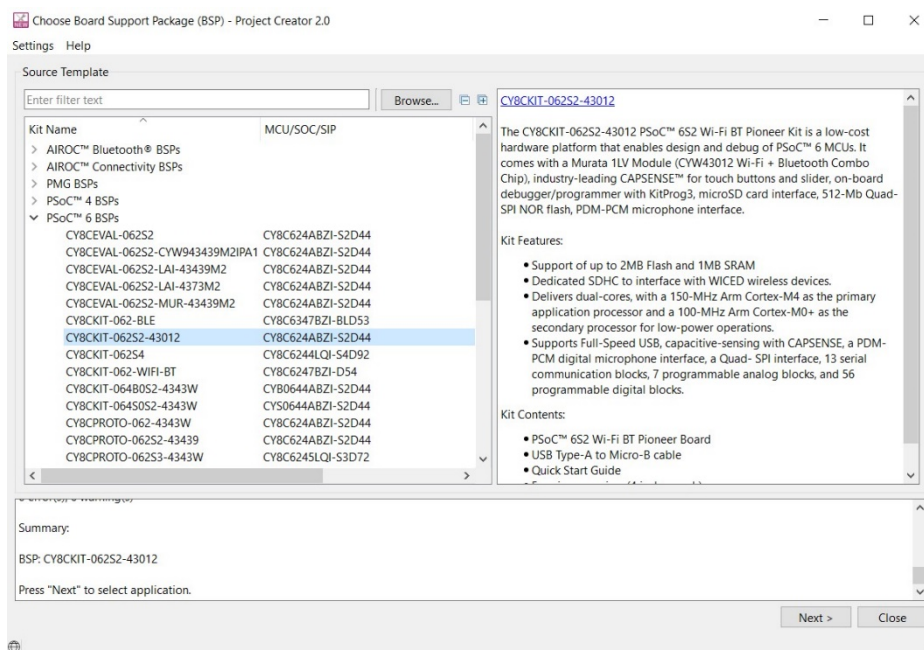 Choose Board Support Package (BSP) - Project Creator 2.0
Settings Help
Source Template
Enter filter text
Browse...
Kit Name MCU/SOC/SIP
AIROC™ Bluetooth® BSPs
AIROC™ Connectivity BSPs
PMG BSPs
PSoC™ 4 BSPs
PSoC™ 6 BSPs
CY8CEVAL-062S2 CY8C624ABZI-S2D44
CY8CEVAL-062S2-CYW943439M2IPA1 CY8C624ABZI-S2D44
CY8CEVAL-062S2-LAI-43439M2 CY8C624ABZI-S2D44
CY8CEVAL-062S2-LAI-4373M2 CY8C624ABZI-S2D44
CY8CEVAL-062S2-MUR-43439M2 CY8C624ABZI-S2D44
CY8CKIT-062-BLE CY8C6347BZI-BLD53
CY8CKIT-062S2-43012 CY8C624ABZI-S2D44
CY8CKIT-062S4 CY8C6244LQI-S4D92
CY8CKIT-062-WIFI-BT CY8C6247BZI-D54
CY8CKIT-064B0S2-4343W CYB0644ABZI-S2D44
CY8CKIT-064S0S2-4343W CYS0644ABZI-S2D44
CY8CPROTO-062-4343W CY8C624ABZI-S2D44
CY8CPROTO-062S2-43439 CY8C624ABZI-S2D44
CY8CPROTO-062S3-4343W CY8C6245LQI-S3D72
CY8CKIT-062S2-43012
The CY8CKIT-062S2-43012 PSoC™ 6S2 Wi-Fi BT Pioneer Kit is a low-cost
hardware platform that enables design and debug of PSoC™ 6 MCUs. It
comes with a Murata 1LV Module (CYW43012 Wi-Fi + Bluetooth Combo
Chip), industry-leading CAPSENSE™ for touch buttons and slider, on-board
debugger/programmer with KitProg3, microSD card interface, 512-Mb Quad-
SPI NOR flash, PDM-PCM microphone interface.
Kit Features:
Support of up to 2MB Flash and 1MB SRAM
Dedicated SDHC to interface with WICED wireless devices.
Delivers dual-cores, with a 150-MHz Arm Cortex-M4 as the primary
application processor and a 100-MHz Arm Cortex-M0+ as the
secondary processor for low-power operations.
Supports Full-Speed USB, capacitive-sensing with CAPSENSE, a PDM-
PCM digital microphone interface, a Quad- SPI interface, 13 serial
communication blocks, 7 programmable analog blocks, and 56
programmable digital blocks.
Kit Contents:
PSoC™ 6S2 Wi-Fi BT Pioneer Board
USB Type-A to Micro-B cable
Quick Start Guide
Summary:
BSP: CY8CKIT-062S2-43012
Press "Next" to select application.
Next > Close